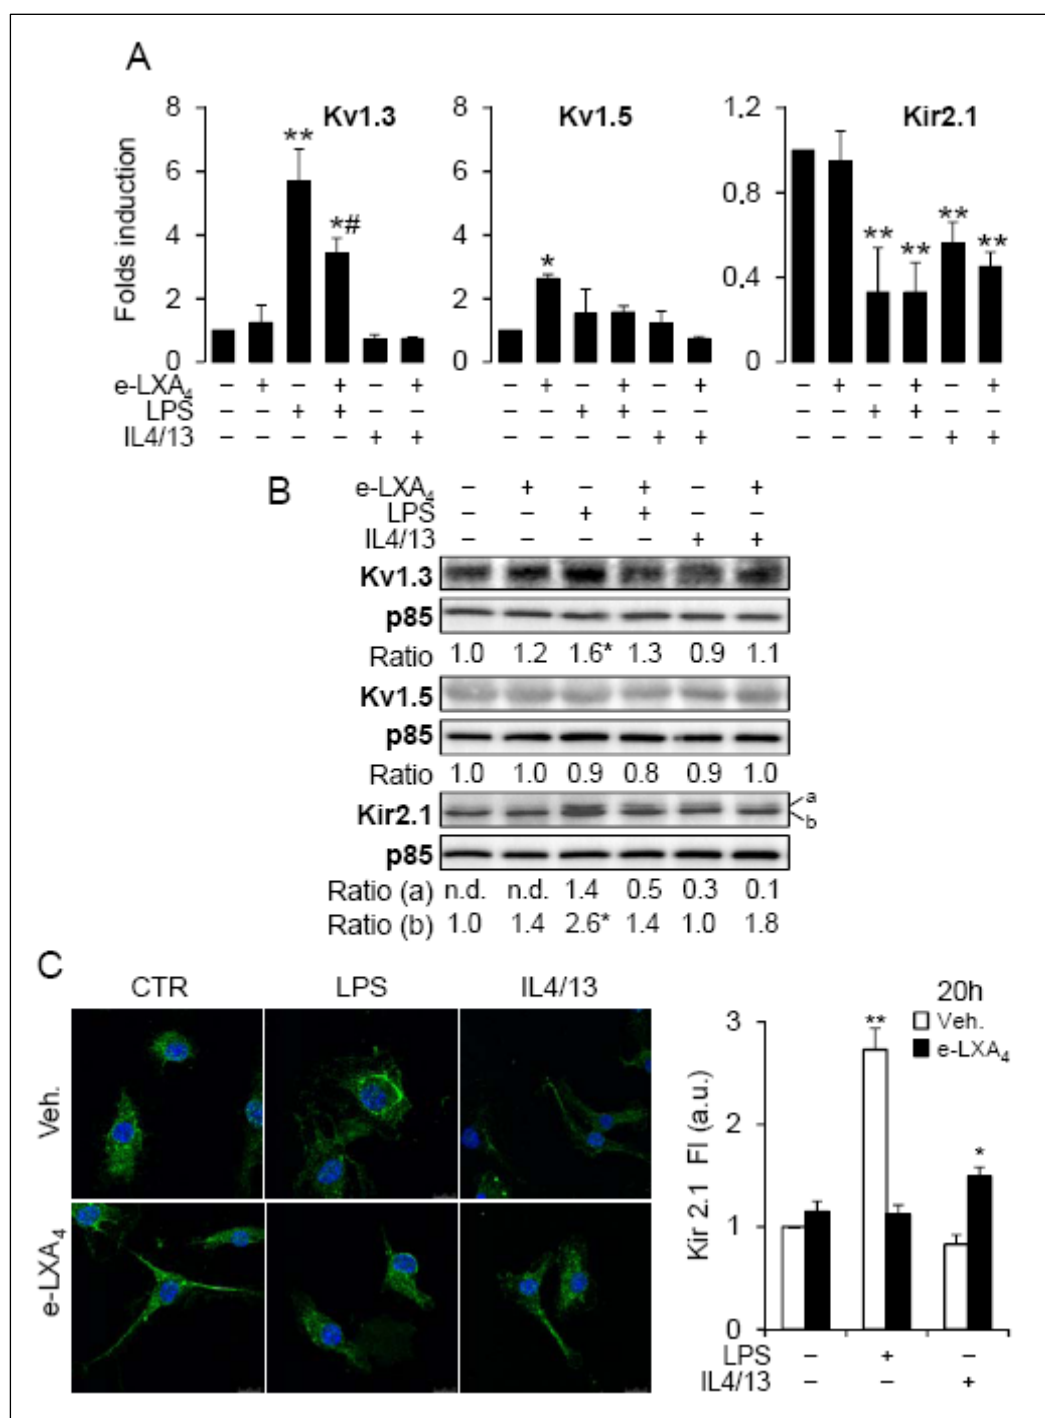 A
Kv1.3 Kv1.5 Kir2.1
Folds induction
8 6 4 2 0
8 6 4 2 0
1.2 0.8 0.4 0
** *#
*
** ** ** **
e-LXA₄ – + – + – + – + – + – + – + – + – +
LPS – – + + – – – – + + – – – – + + – –
IL4/13 – – – – + + – – – – + + – – – – + +
B
e-LXA₄ – + – + – +
LPS – – + + – –
IL4/13 – – – – + +
Kv1.3
p85
Ratio 1.0 1.2 1.6* 1.3 0.9 1.1
Kv1.5
p85
Ratio 1.0 1.0 0.9 0.8 0.9 1.0
Kir2.1 a
b
p85
Ratio (a) n.d. n.d. 1.4 0.5 0.3 0.1
Ratio (b) 1.0 1.4 2.6* 1.4 1.0 1.8
C
CTR LPS IL4/13
Veh.
e-LXA₄
20h
Veh.
e-LXA₄
Kir 2.1 FI (a.u.)
3 2 1 0
** *
LPS – + –
IL4/13 – – +